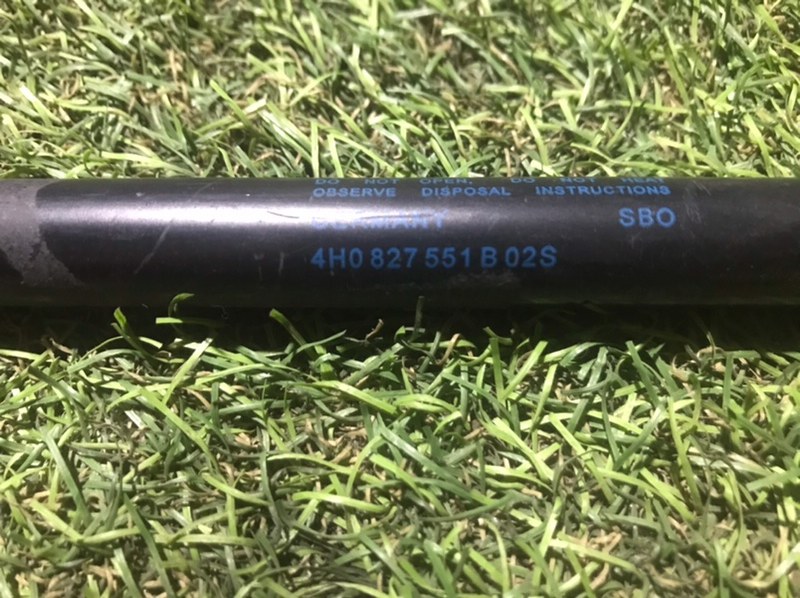 DO NOT OPEN, DO NOT HEAT
OBSERVE DISPOSAL INSTRUCTIONS
GERMANY SBO
4H0 827 551 B 02S